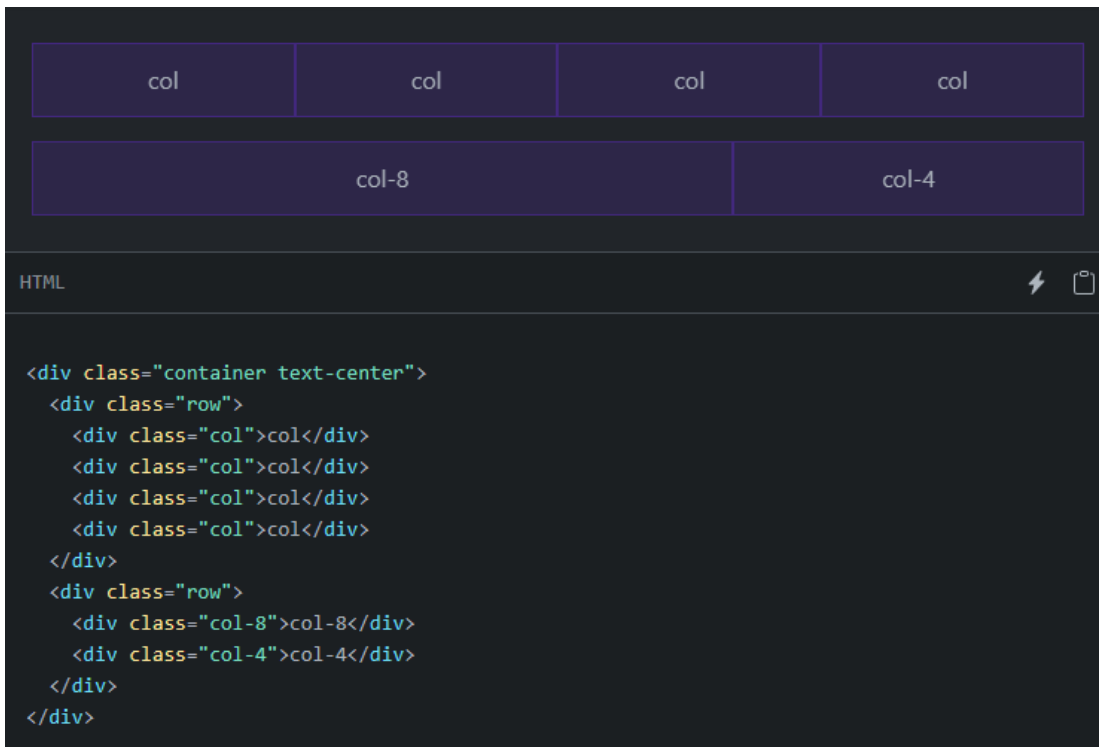 col col col col
col-8 col-4
HTML
<div class="container text-center">
  <div class="row">
    <div class="col">col</div>
    <div class="col">col</div>
    <div class="col">col</div>
    <div class="col">col</div>
  </div>
  <div class="row">
    <div class="col-8">col-8</div>
    <div class="col-4">col-4</div>
  </div>
</div>